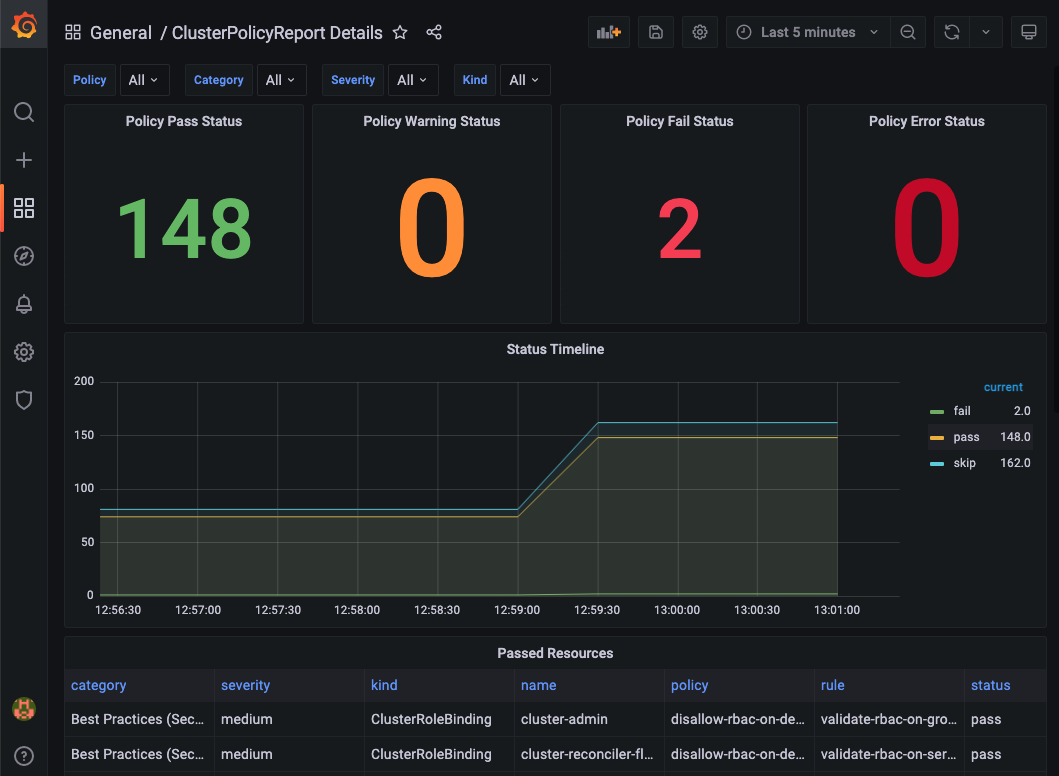 General / ClusterPolicyReport Details
Last 5 minutes
Policy All Category All Severity All Kind All
Policy Pass Status
148
Policy Warning Status
0
Policy Fail Status
2
Policy Error Status
0
Status Timeline
200
150
100
50
0
12:56:30 12:57:00 12:57:30 12:58:00 12:58:30 12:59:00 12:59:30 13:00:00 13:00:30 13:01:00
current
fail 2.0
pass 148.0
skip 162.0
Passed Resources
category severity kind name policy rule status
Best Practices (Sec... medium ClusterRoleBinding cluster-admin disallow-rbac-on-de... validate-rbac-on-gro... pass
Best Practices (Sec... medium ClusterRoleBinding cluster-reconciler-fl... disallow-rbac-on-de... validate-rbac-on-ser... pass